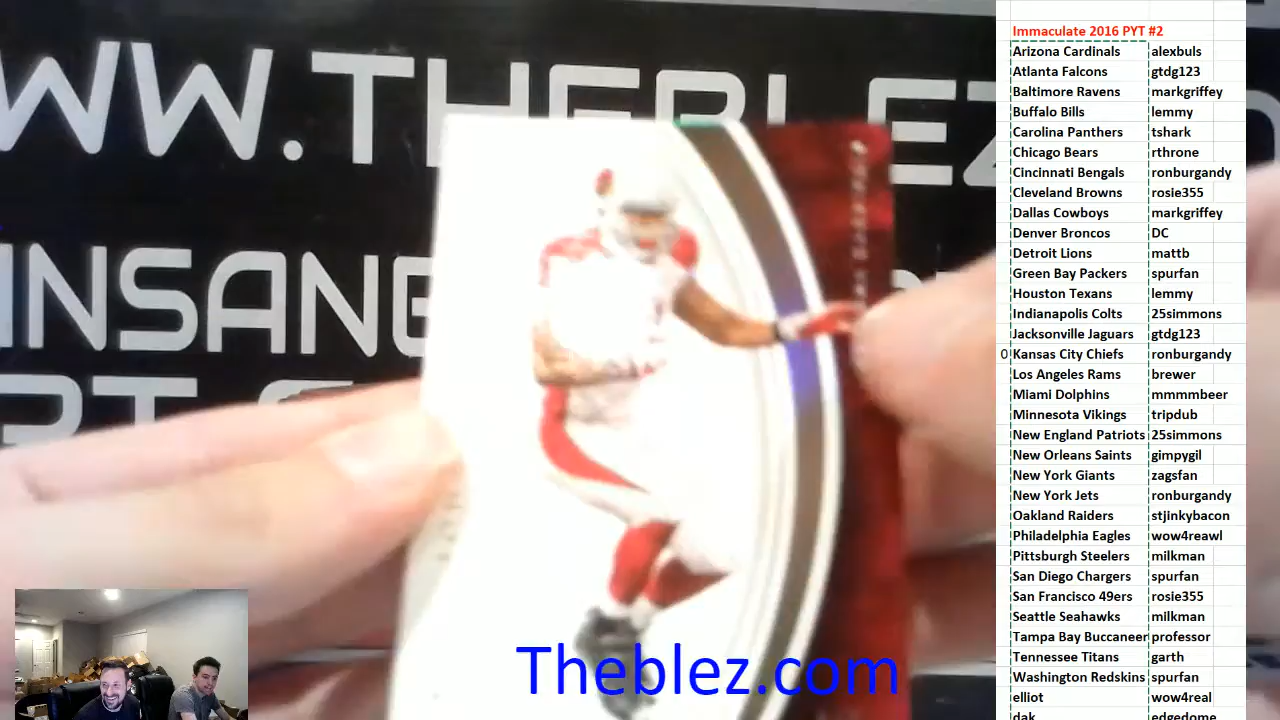 WW.THEBLEZ
INSANE
RT.
Theblez.com
Immaculate 2016 PYT #2
Arizona Cardinals alexbuls
Atlanta Falcons gtdg123
Baltimore Ravens markgriffey
Buffalo Bills lemmy
Carolina Panthers tshark
Chicago Bears rthrone
Cincinnati Bengals ronburgandy
Cleveland Browns rosie355
Dallas Cowboys markgriffey
Denver Broncos DC
Detroit Lions mattb
Green Bay Packers spurfan
Houston Texans lemmy
Indianapolis Colts 25simmons
Jacksonville Jaguars gtdg123
0 Kansas City Chiefs ronburgandy
Los Angeles Rams brewer
Miami Dolphins mmmmbeer
Minnesota Vikings tripdub
New England Patriots 25simmons
New Orleans Saints gimpygil
New York Giants zagsfan
New York Jets ronburgandy
Oakland Raiders stjinkybacon
Philadelphia Eagles wow4reawl
Pittsburgh Steelers milkman
San Diego Chargers spurfan
San Francisco 49ers rosie355
Seattle Seahawks milkman
Tampa Bay Buccaneer professor
Tennessee Titans garth
Washington Redskins spurfan
elliot wow4real
dak edgedome